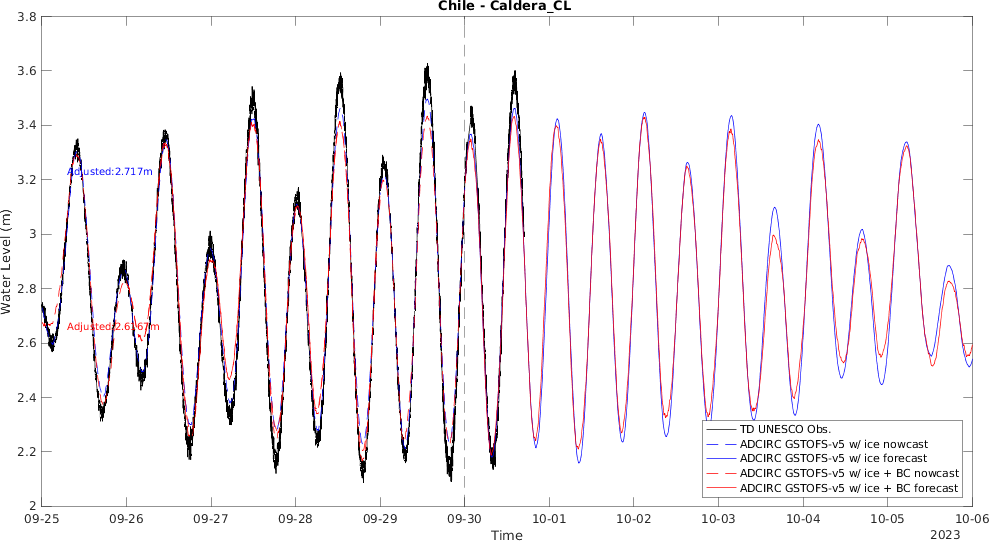 Chile - Caldera_CL
3.8
3.6
3.4
3.2
3
2.8
2.6
2.4
2.2
2
Water Level (m)
Adjusted:2.717m
Adjusted:2.6167m
TD UNESCO Obs.
ADCIRC GSTOFS-v5 w/ ice nowcast
ADCIRC GSTOFS-v5 w/ ice forecast
ADCIRC GSTOFS-v5 w/ ice + BC nowcast
ADCIRC GSTOFS-v5 w/ ice + BC forecast
09-25 09-26 09-27 09-28 09-29 09-30 10-01 10-02 10-03 10-04 10-05 10-06
Time
2023